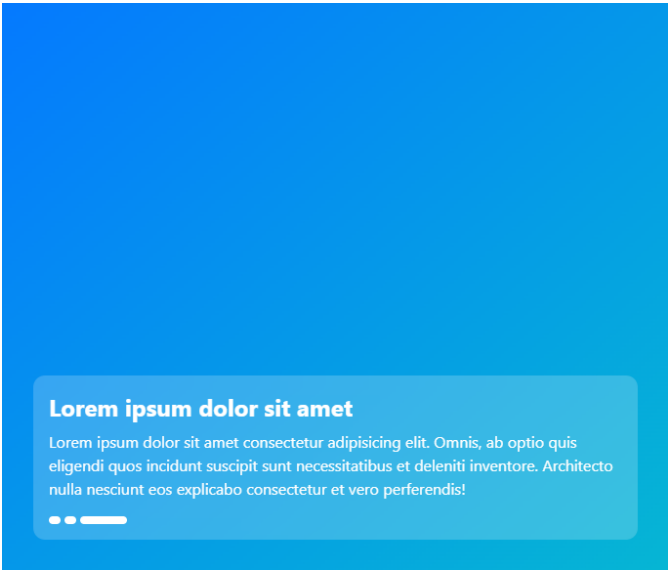 Lorem ipsum dolor sit amet
Lorem ipsum dolor sit amet consectetur adipisicing elit. Omnis, ab optio quis
eligendi quos incidunt suscipit sunt necessitatibus et deleniti inventore. Architecto
nulla nesciunt eos explicabo consectetur et vero perferendis!